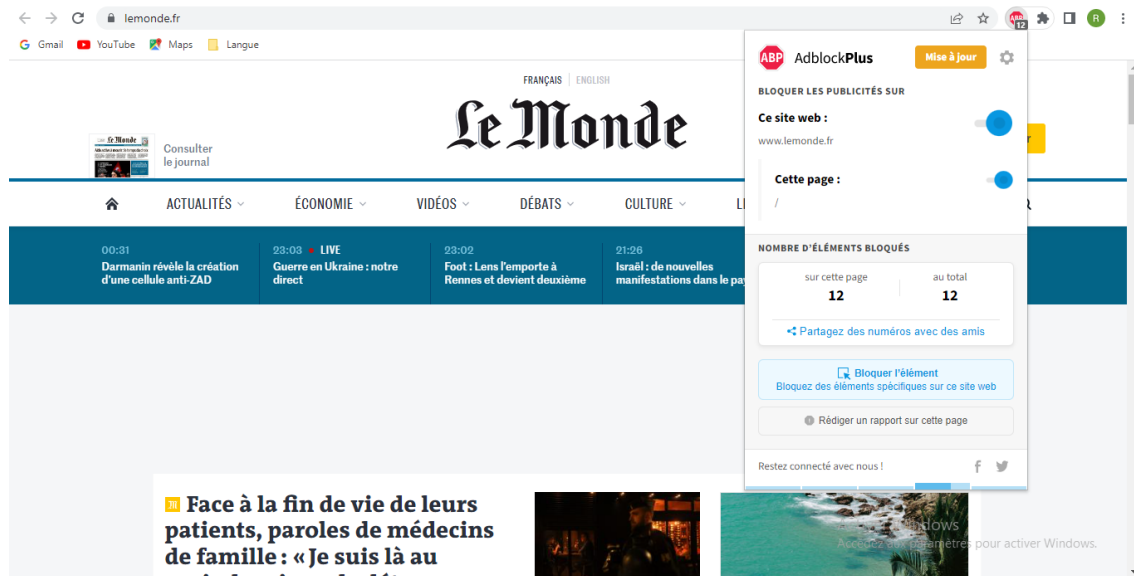 lemonde.fr
ABP
12
R
G Gmail YouTube Maps Langue
ABP AdblockPlus Mise à jour
BLOQUER LES PUBLICITÉS SUR
Ce site web :
www.lemonde.fr
Cette page :
/
NOMBRE D'ÉLÉMENTS BLOQUÉS
sur cette page au total
12 12
Partagez des numéros avec des amis
Bloquer l'élément
Bloquez des éléments spécifiques sur ce site web
Rédiger un rapport sur cette page
Restez connecté avec nous !
FRANÇAIS ENGLISH
Le Monde
Le Monde
Consulter
le journal
ACTUALITÉS ÉCONOMIE VIDÉOS DÉBATS CULTURE
00:31
Darmanin révèle la création
d'une cellule anti-ZAD
23:03 LIVE
Guerre en Ukraine : notre
direct
23:02
Foot : Lens l'emporte à
Rennes et devient deuxième
21:26
Israël : de nouvelles
manifestations dans le pay
M Face à la fin de vie de leurs
patients, paroles de médecins
de famille : « Je suis là au
pour activer Windows.